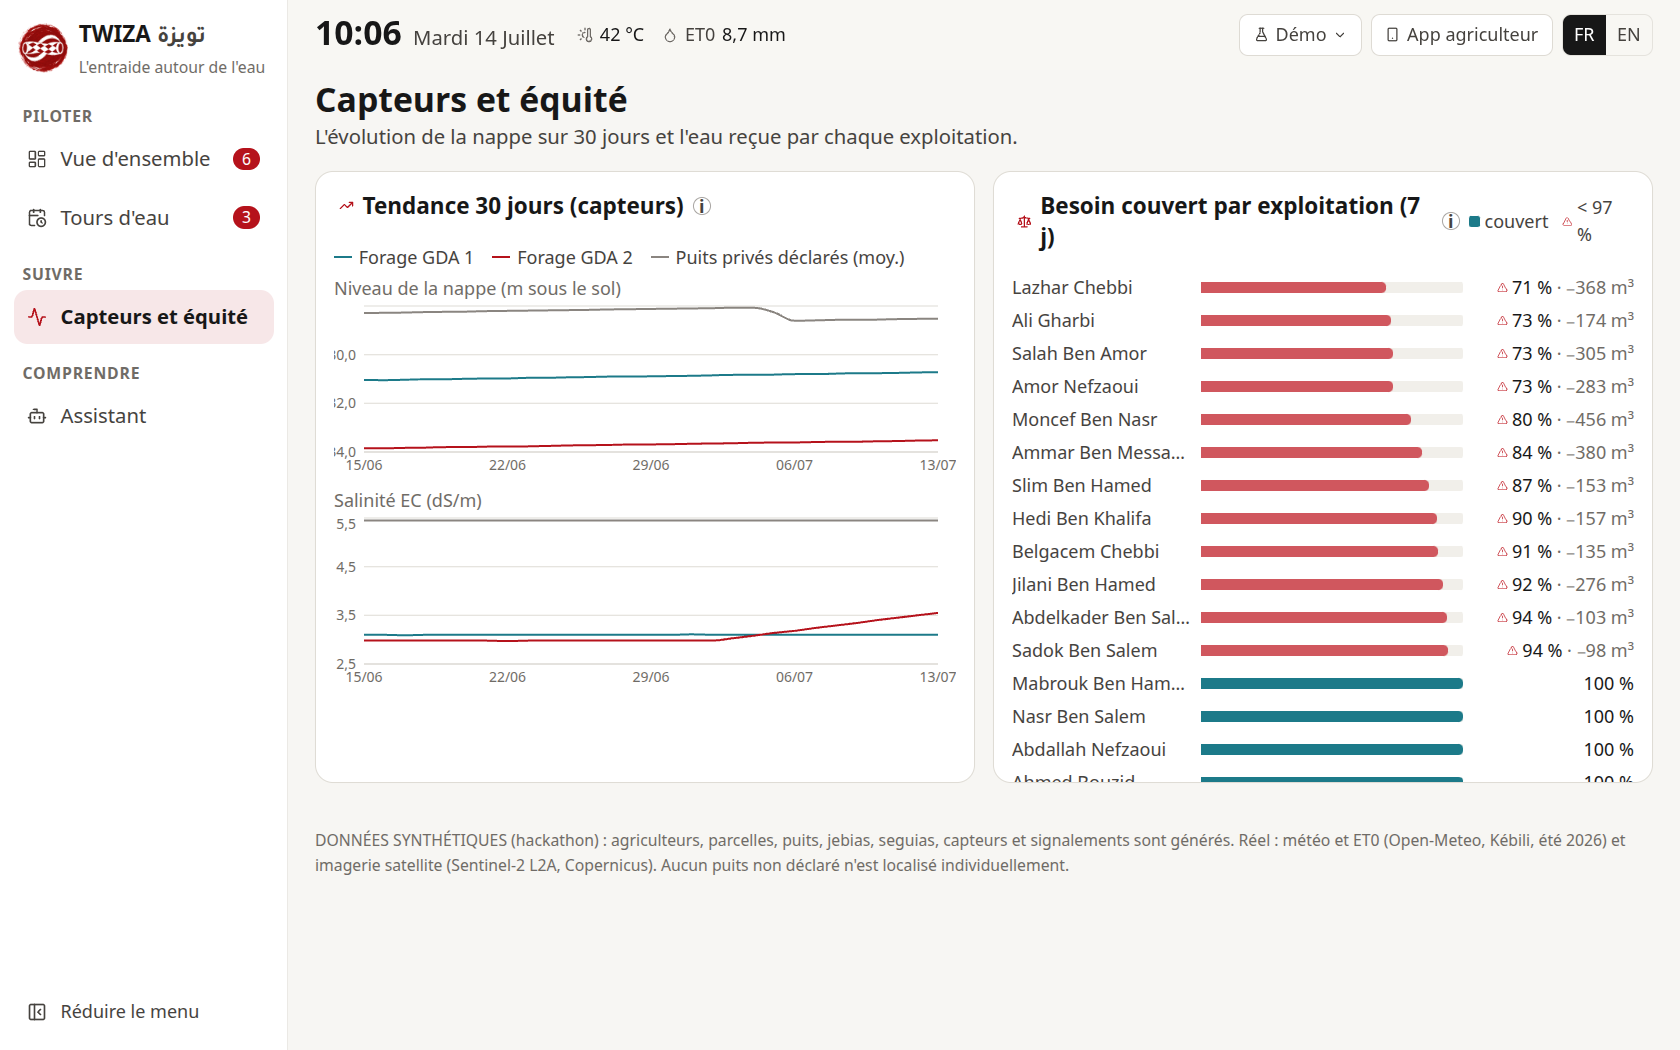 TWIZA تويزة
L'entraide autour de l'eau
PILOTER
Vue d'ensemble 6
Tours d'eau 3
SUIVRE
Capteurs et équité
COMPRENDRE
Assistant
Réduire le menu
10:06 Mardi 14 Juillet 42 °C ET0 8,7 mm
Démo App agriculteur FR EN
Capteurs et équité
L'évolution de la nappe sur 30 jours et l'eau reçue par chaque exploitation.
Tendance 30 jours (capteurs)
Forage GDA 1 Forage GDA 2 Puits privés déclarés (moy.)
Niveau de la nappe (m sous le sol)
30,0
32,0
34,0
15/06 22/06 29/06 06/07 13/07
Salinité EC (dS/m)
5,5
4,5
3,5
2,5
15/06 22/06 29/06 06/07 13/07
Besoin couvert par exploitation (7
j)
couvert < 97
%
Lazhar Chebbi 71 % · –368 m³
Ali Gharbi 73 % · –174 m³
Salah Ben Amor 73 % · –305 m³
Amor Nefzaoui 73 % · –283 m³
Moncef Ben Nasr 80 % · –456 m³
Ammar Ben Messa... 84 % · –380 m³
Slim Ben Hamed 87 % · –153 m³
Hedi Ben Khalifa 90 % · –157 m³
Belgacem Chebbi 91 % · –135 m³
Jilani Ben Hamed 92 % · –276 m³
Abdelkader Ben Sal... 94 % · –103 m³
Sadok Ben Salem 94 % · –98 m³
Mabrouk Ben Ham... 100 %
Nasr Ben Salem 100 %
Abdallah Nefzaoui 100 %
Ahmed Bouzid 100 %
DONNÉES SYNTHÉTIQUES (hackathon) : agriculteurs, parcelles, puits, jebias, seguias, capteurs et signalements sont générés. Réel : météo et ET0 (Open-Meteo, Kébili, été 2026) et
imagerie satellite (Sentinel-2 L2A, Copernicus). Aucun puits non déclaré n'est localisé individuellement.